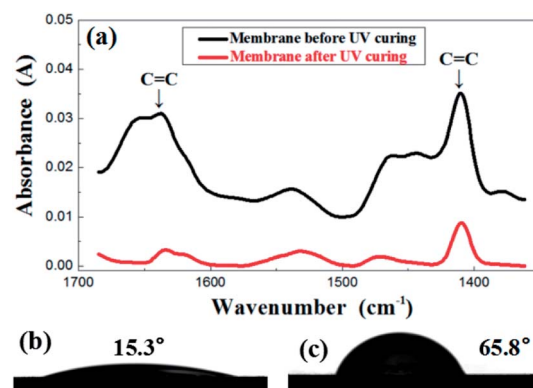 (a)
Membrane before UV curing
Membrane after UV curing
C=C
C=C
Absorbance (A)
0.05
0.04
0.03
0.02
0.01
0.00
1700
1600
1500
1400
Wavenumber (cm⁻¹)
(b)
15.3°
(c)
65.8°